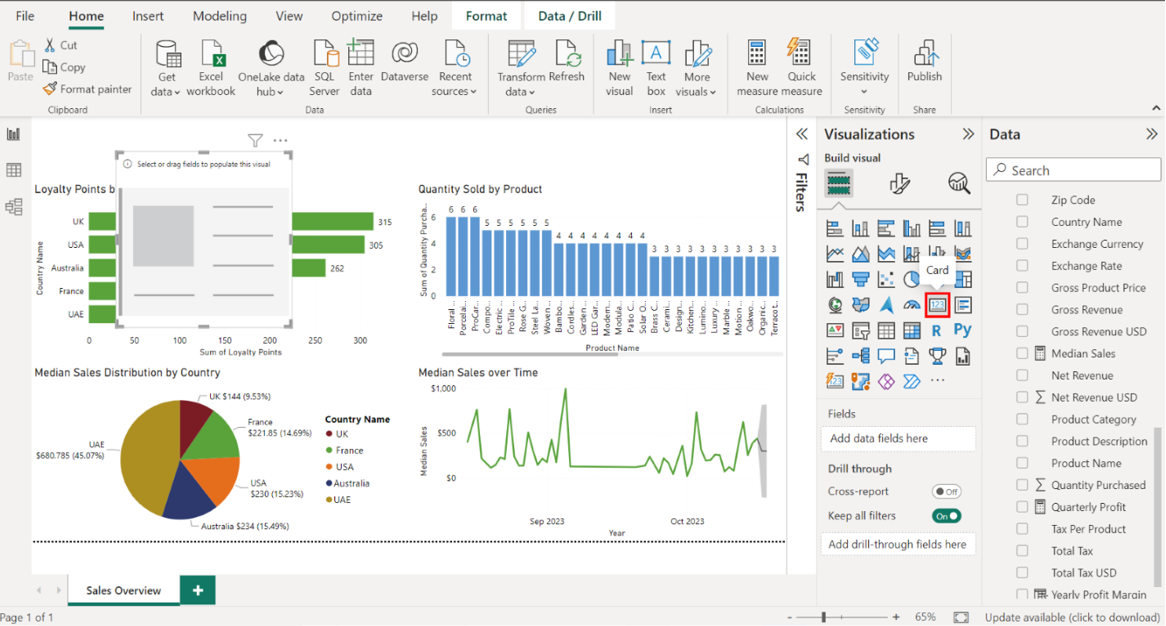 File Home Insert Modeling View Optimize Help Format Data / Drill
Paste
Cut
Copy
Format painter
Clipboard
Get data
Excel workbook
OneLake data hub
SQL Server
Enter data
Dataverse
Recent sources
Data
Transform data
Refresh
Queries
New visual
Text box
More visuals
Insert
New measure
Quick measure
Calculations
Sensitivity
Sensitivity
Publish
Share
Select or drag fields to populate this visual
Loyalty Points b
Country Name
UK 315
USA 305
Australia 262
France
UAE
0 50 100 150 200 250 300
Sum of Loyalty Points
Quantity Sold by Product
Sum of Quantity Purcha...
6
4
2
0
6 6 6 5 5 5 5 5 5 4 4 4 4 4 4 4 4 3 3 3 3 3 3 3 3 3 3 3
Floral ...
Porcelai...
ProCar...
Compo...
Electric ...
ProTile ...
Rose G...
Steel La...
Woven ...
Bambo...
Cordles...
Garden ...
LED Gar...
Modern...
Modula...
Patio C...
Solar O...
Brass C...
Cerami...
Design...
Kitchen...
Lumino...
Luxury ...
Marble ...
Motion ...
Oakwo...
Organic...
Terracot...
Product Name
Median Sales Distribution by Country
UK $144 (9.53%)
France
$221.85 (14.69%)
USA
$230 (15.23%)
Australia $234 (15.49%)
UAE
$680.785 (45.07%)
Country Name
UK
France
USA
Australia
UAE
Median Sales over Time
Median Sales
$1,000
$500
$0
Sep 2023 Oct 2023
Year
Filters
Visualizations
Build visual
Card
123
R Py
123
Fields
Add data fields here
Drill through
Cross-report Off
Keep all filters On
Add drill-through fields here
Data
Search
Zip Code
Country Name
Exchange Currency
Exchange Rate
Gross Product Price
Gross Revenue
Gross Revenue USD
Median Sales
Net Revenue
Net Revenue USD
Product Category
Product Description
Product Name
Quantity Purchased
Quarterly Profit
Tax Per Product
Total Tax
Total Tax USD
Yearly Profit Margin
Sales Overview
Page 1 of 1
65%
Update available (click to download)